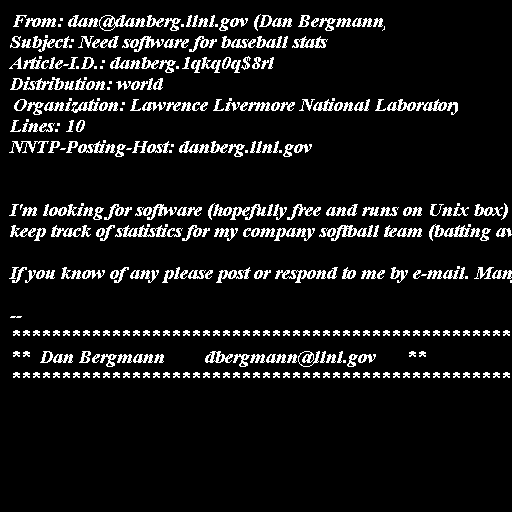 From: dan@danberg.llnl.gov (Dan Bergmann)
Subject: Need software for baseball stats
Article-I.D.: danberg.1qkq0q$8rl
Distribution: world
Organization: Lawrence Livermore National Laboratory
Lines: 10
NNTP-Posting-Host: danberg.llnl.gov
I'm looking for software (hopefully free and runs on Unix box)
keep track of statistics for my company softball team (batting
If you know of any please post or respond to me by e-mail.
--
**************************************************
** Dan Bergmann dbergmann@llnl.gov **
**************************************************